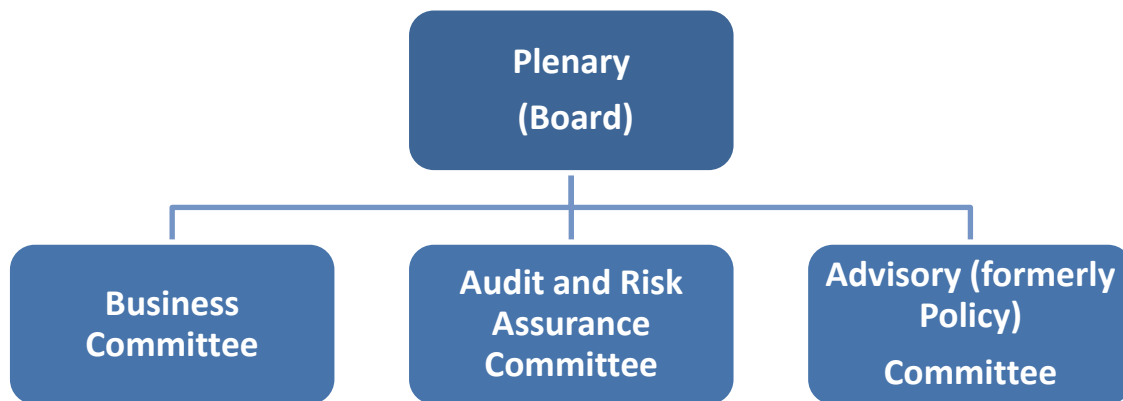 Plenary
(Board)
Business
Committee
Audit and Risk
Assurance
Committee
Advisory (formerly
Policy)
Committee